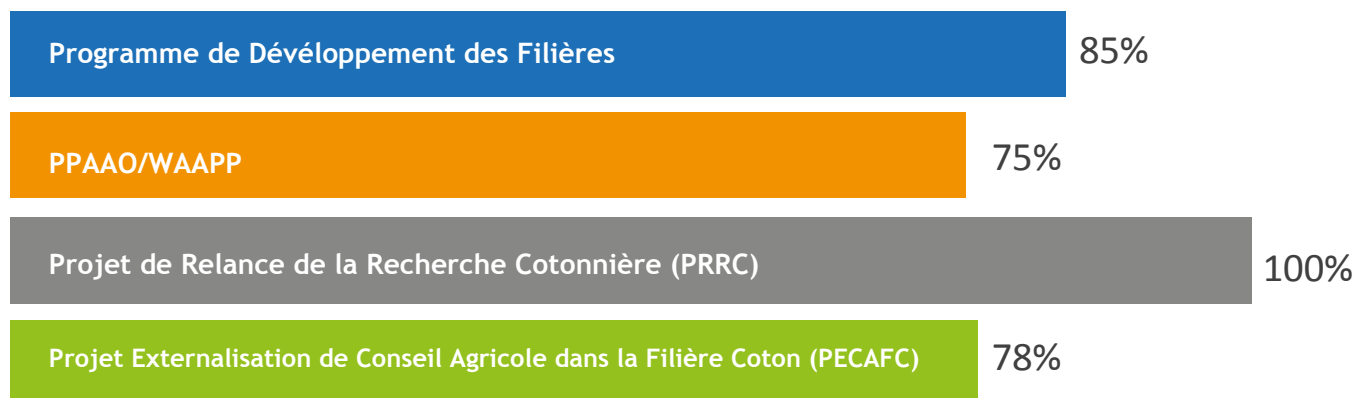 Programme de Dévéloppement des Filières 85%
PPAAO/WAAPP 75%
Projet de Relance de la Recherche Cotonnière (PRRC) 100%
Projet Externalisation de Conseil Agricole dans la Filière Coton (PECAFC) 78%